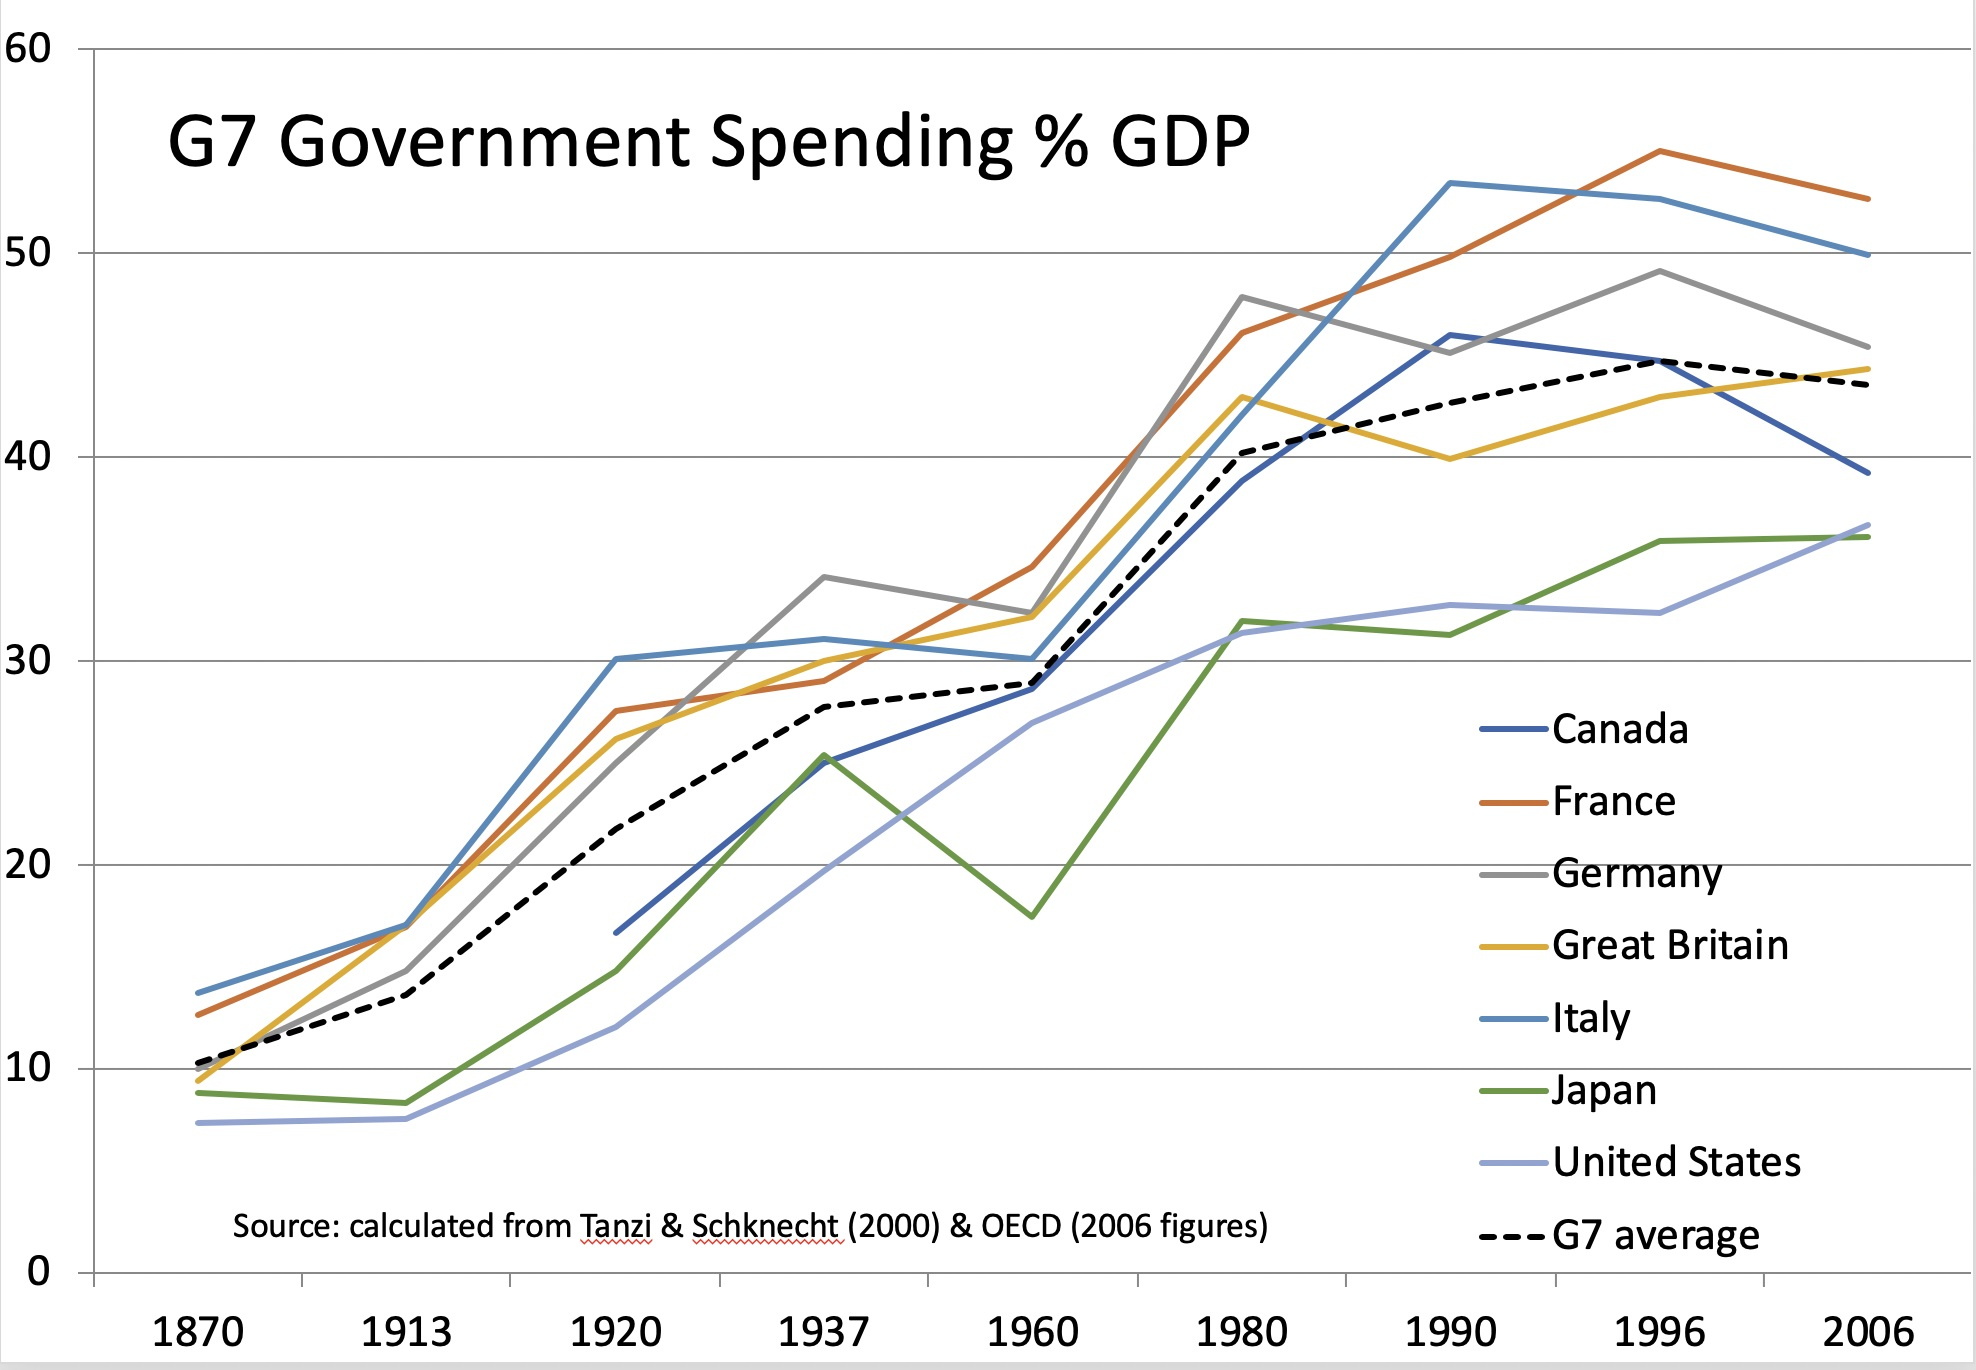 60
G7 Government Spending % GDP
50
40
30
20
10
0
Canada
France
Germany
Great Britain
Italy
Japan
United States
G7 average
Source: calculated from Tanzi & Schknecht (2000) & OECD (2006 figures)
1870 1913 1920 1937 1960 1980 1990 1996 2006